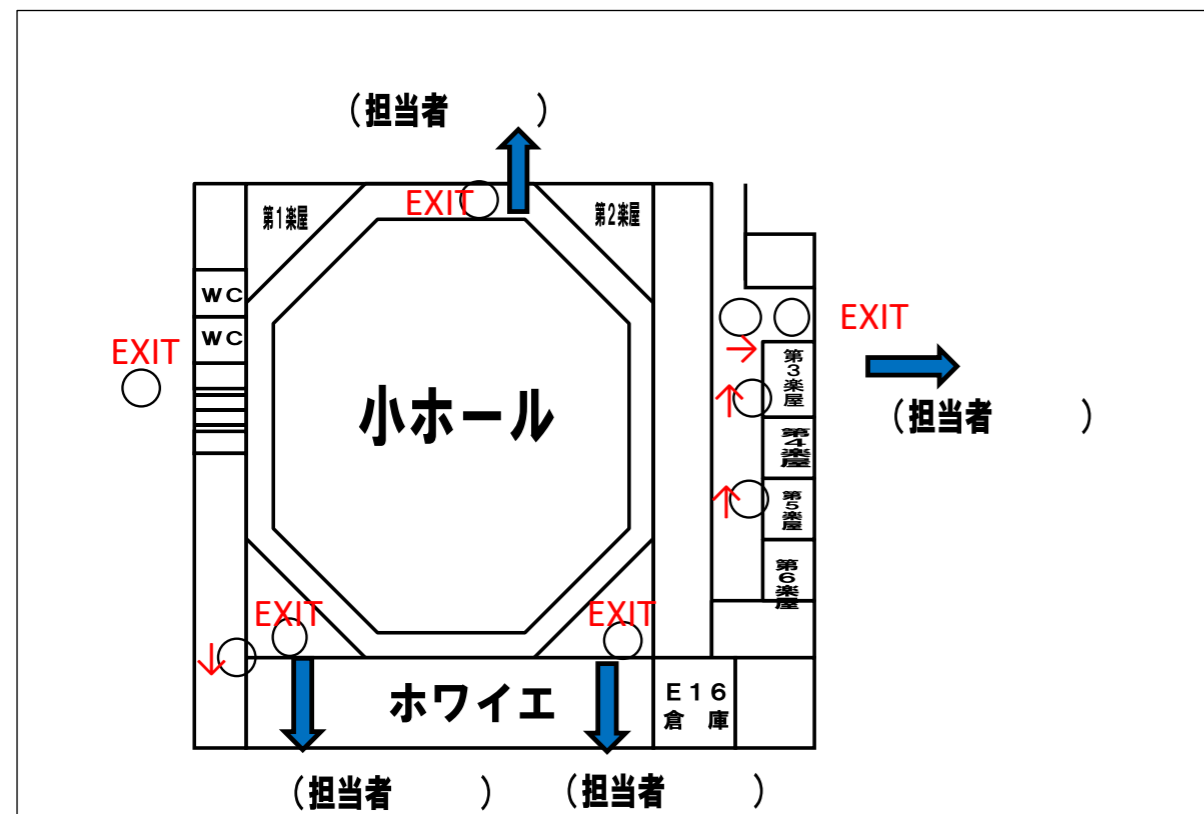 （担当者　　　）
EXIT
第１楽屋
第２楽屋
ＷＣ
ＷＣ
EXIT
EXIT
→
第３楽屋
↑
（担当者　　　）
小ホール
第４楽屋
↑
第５楽屋
第６楽屋
EXIT
EXIT
↓
ホワイエ
Ｅ１６
倉　庫
（担当者　　　）
（担当者　　　）